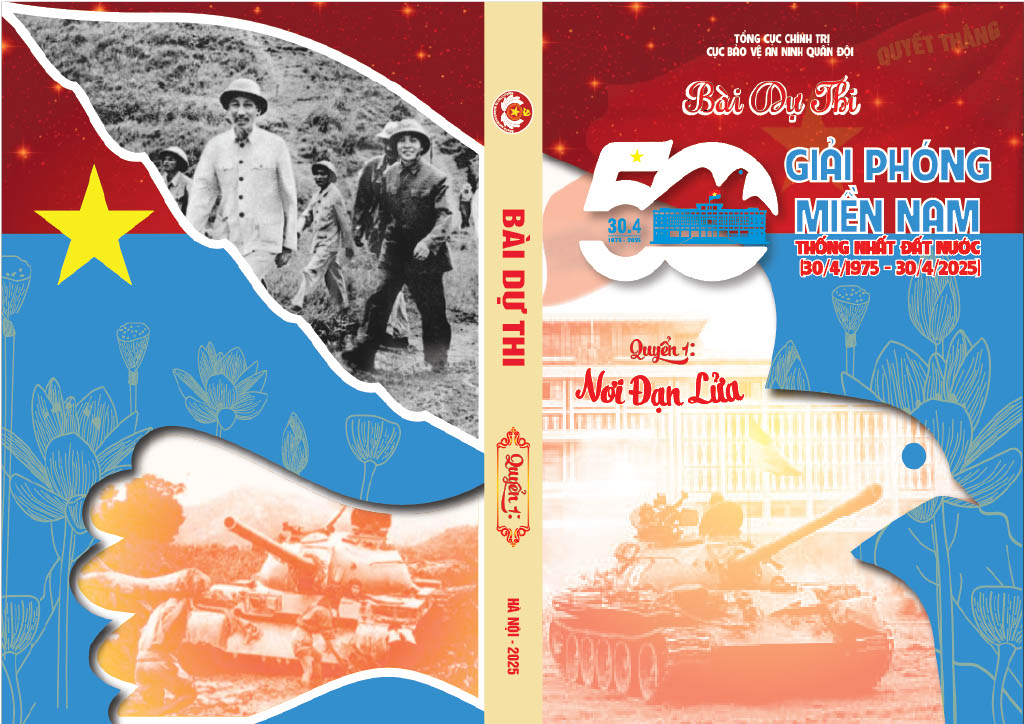 BÀI DỰ THI
Quyển 1:
HÀ NỘI - 2025
TỔNG CỤC CHÍNH TRỊ
CỤC BẢO VỆ AN NINH QUÂN ĐỘI
QUYẾT THẮNG
Bài Dự Thi
50
30.4
1975 - 2025
GIẢI PHÓNG
MIỀN NAM
THỐNG NHẤT ĐẤT NƯỚC
(30/4/1975 - 30/4/2025)
Quyển 1:
Nơi Đạn Lửa